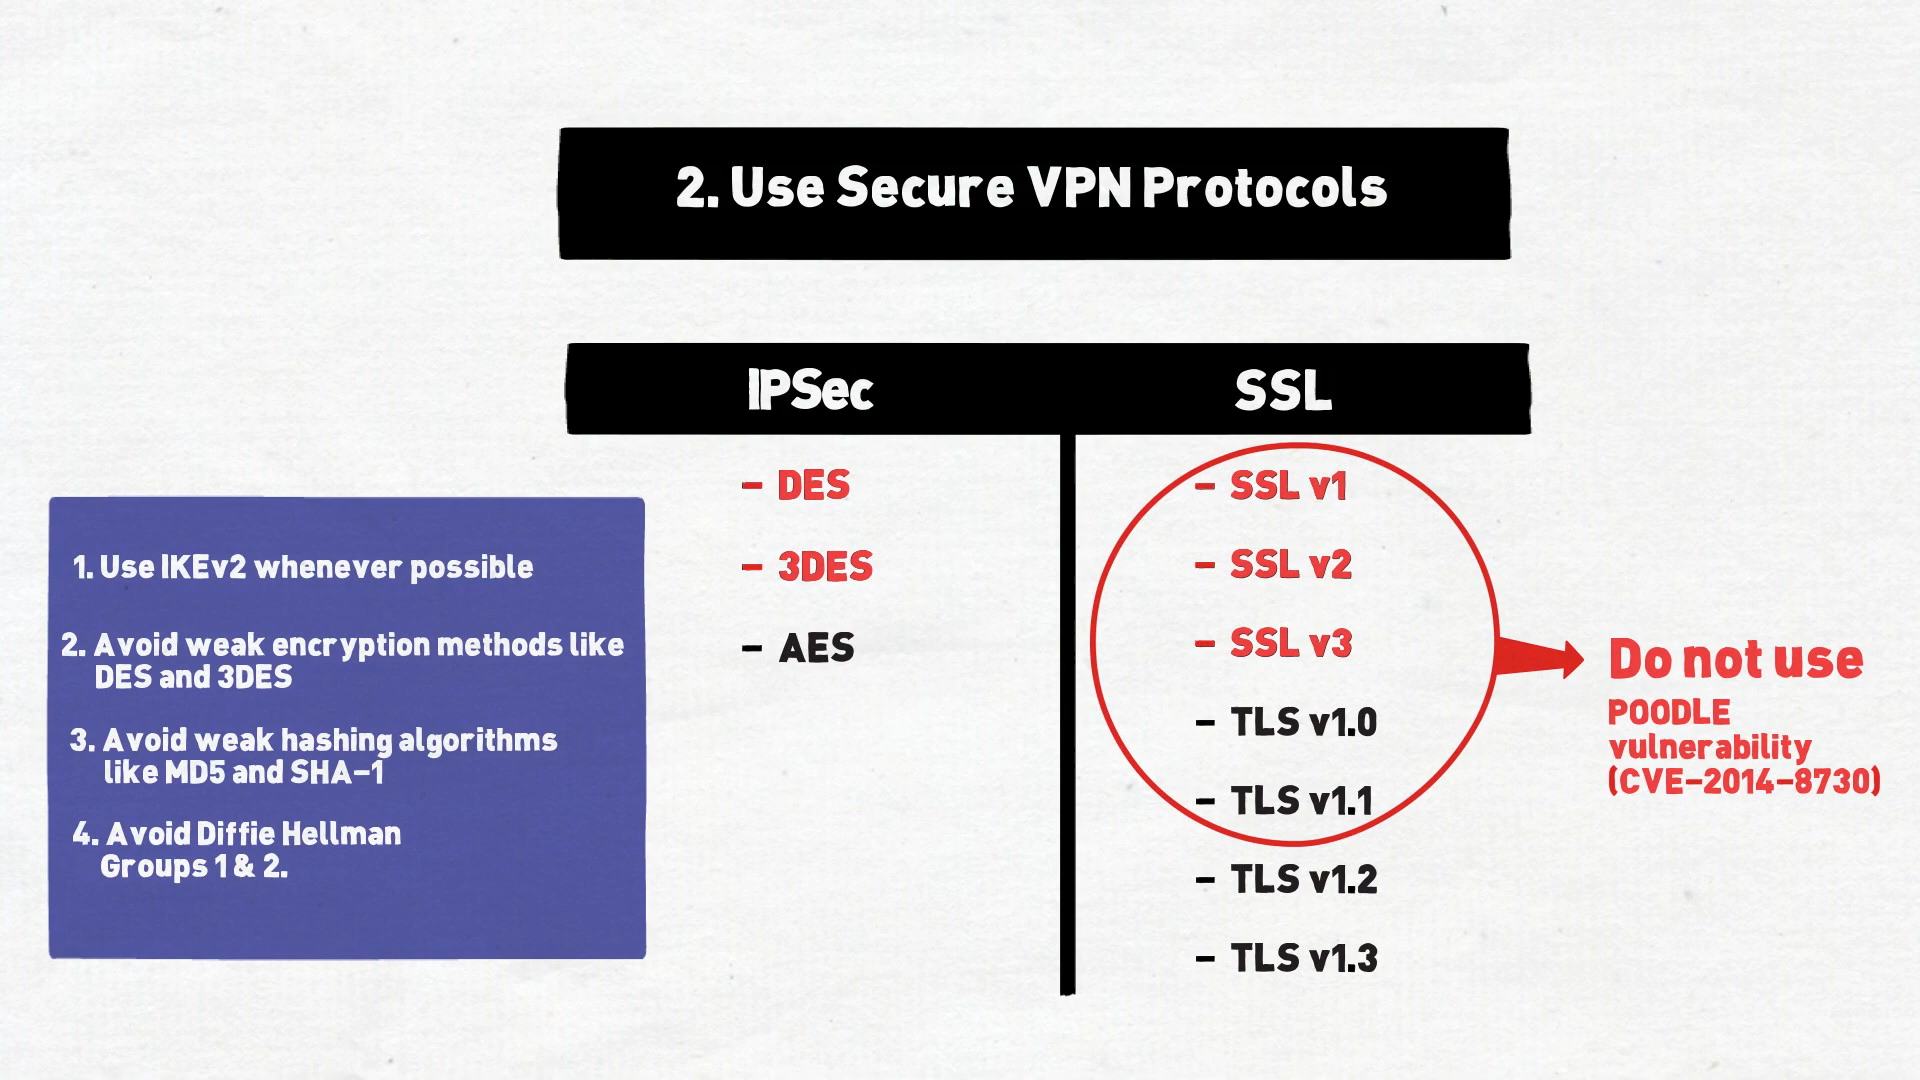 2. Use Secure VPN Protocols
IPSec
SSL
– DES
– 3DES
– AES
– SSL v1
– SSL v2
– SSL v3
– TLS v1.0
– TLS v1.1
– TLS v1.2
– TLS v1.3
1. Use IKEv2 whenever possible
2. Avoid weak encryption methods like
DES and 3DES
3. Avoid weak hashing algorithms
like MD5 and SHA-1
4. Avoid Diffie Hellman
Groups 1 & 2.
Do not use
POODLE
vulnerability
(CVE-2014-8730)